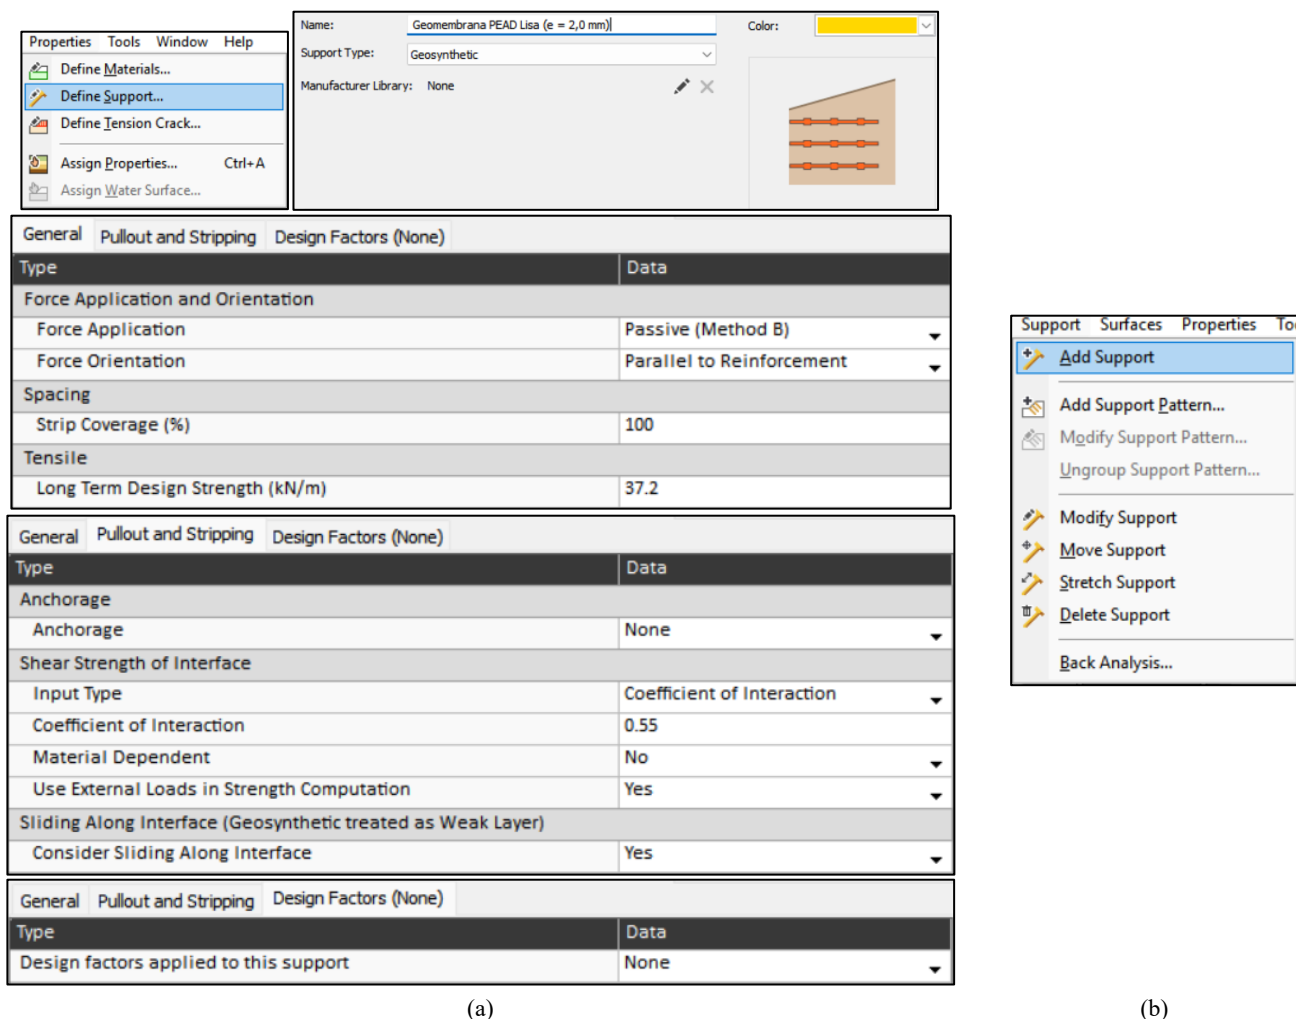 Properties Tools Window Help
Define Materials...
Define Support...
Define Tension Crack...
Assign Properties... Ctrl+A
Assign Water Surface...
Name: Geomembrana PEAD Lisa (e = 2,0 mm) Color:
Support Type: Geosynthetic
Manufacturer Library: None
General Pullout and Stripping Design Factors (None)
Type Data
Force Application and Orientation
Force Application Passive (Method B)
Force Orientation Parallel to Reinforcement
Spacing
Strip Coverage (%) 100
Tensile
Long Term Design Strength (kN/m) 37.2
General Pullout and Stripping Design Factors (None)
Type Data
Anchorage
Anchorage None
Shear Strength of Interface
Input Type Coefficient of Interaction
Coefficient of Interaction 0.55
Material Dependent No
Use External Loads in Strength Computation Yes
Sliding Along Interface (Geosynthetic treated as Weak Layer)
Consider Sliding Along Interface Yes
General Pullout and Stripping Design Factors (None)
Type Data
Design factors applied to this support None
(a)
Support Surfaces Properties To
Add Support
Add Support Pattern...
Modify Support Pattern...
Ungroup Support Pattern...
Modify Support
Move Support
Stretch Support
Delete Support
Back Analysis...
(b)